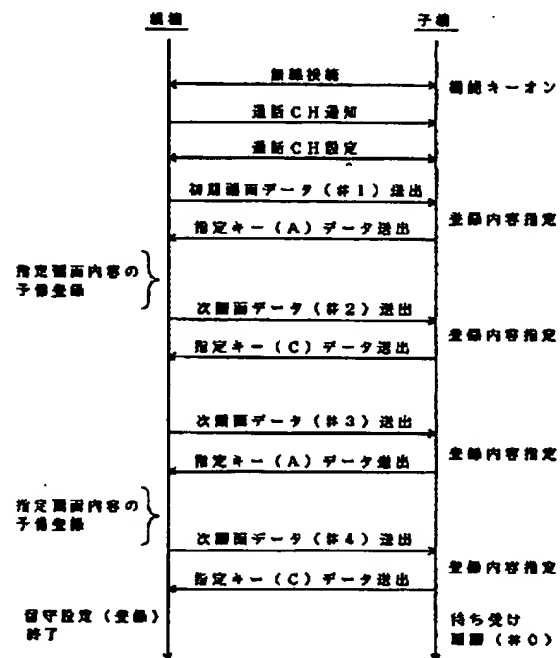 親機
子機
無線接続
機能キーオン
通話CH通知
通話CH設定
初期画面データ(#1)送出
登録内容指定
指定キー(A)データ送出
指定画面内容の
予備登録
次画面データ(#2)送出
登録内容指定
指定キー(C)データ送出
次画面データ(#3)送出
登録内容指定
指定キー(A)データ送出
指定画面内容の
予備登録
次画面データ(#4)送出
登録内容指定
指定キー(C)データ送出
留守設定(登録)
終了
待ち受け
画面(#0)